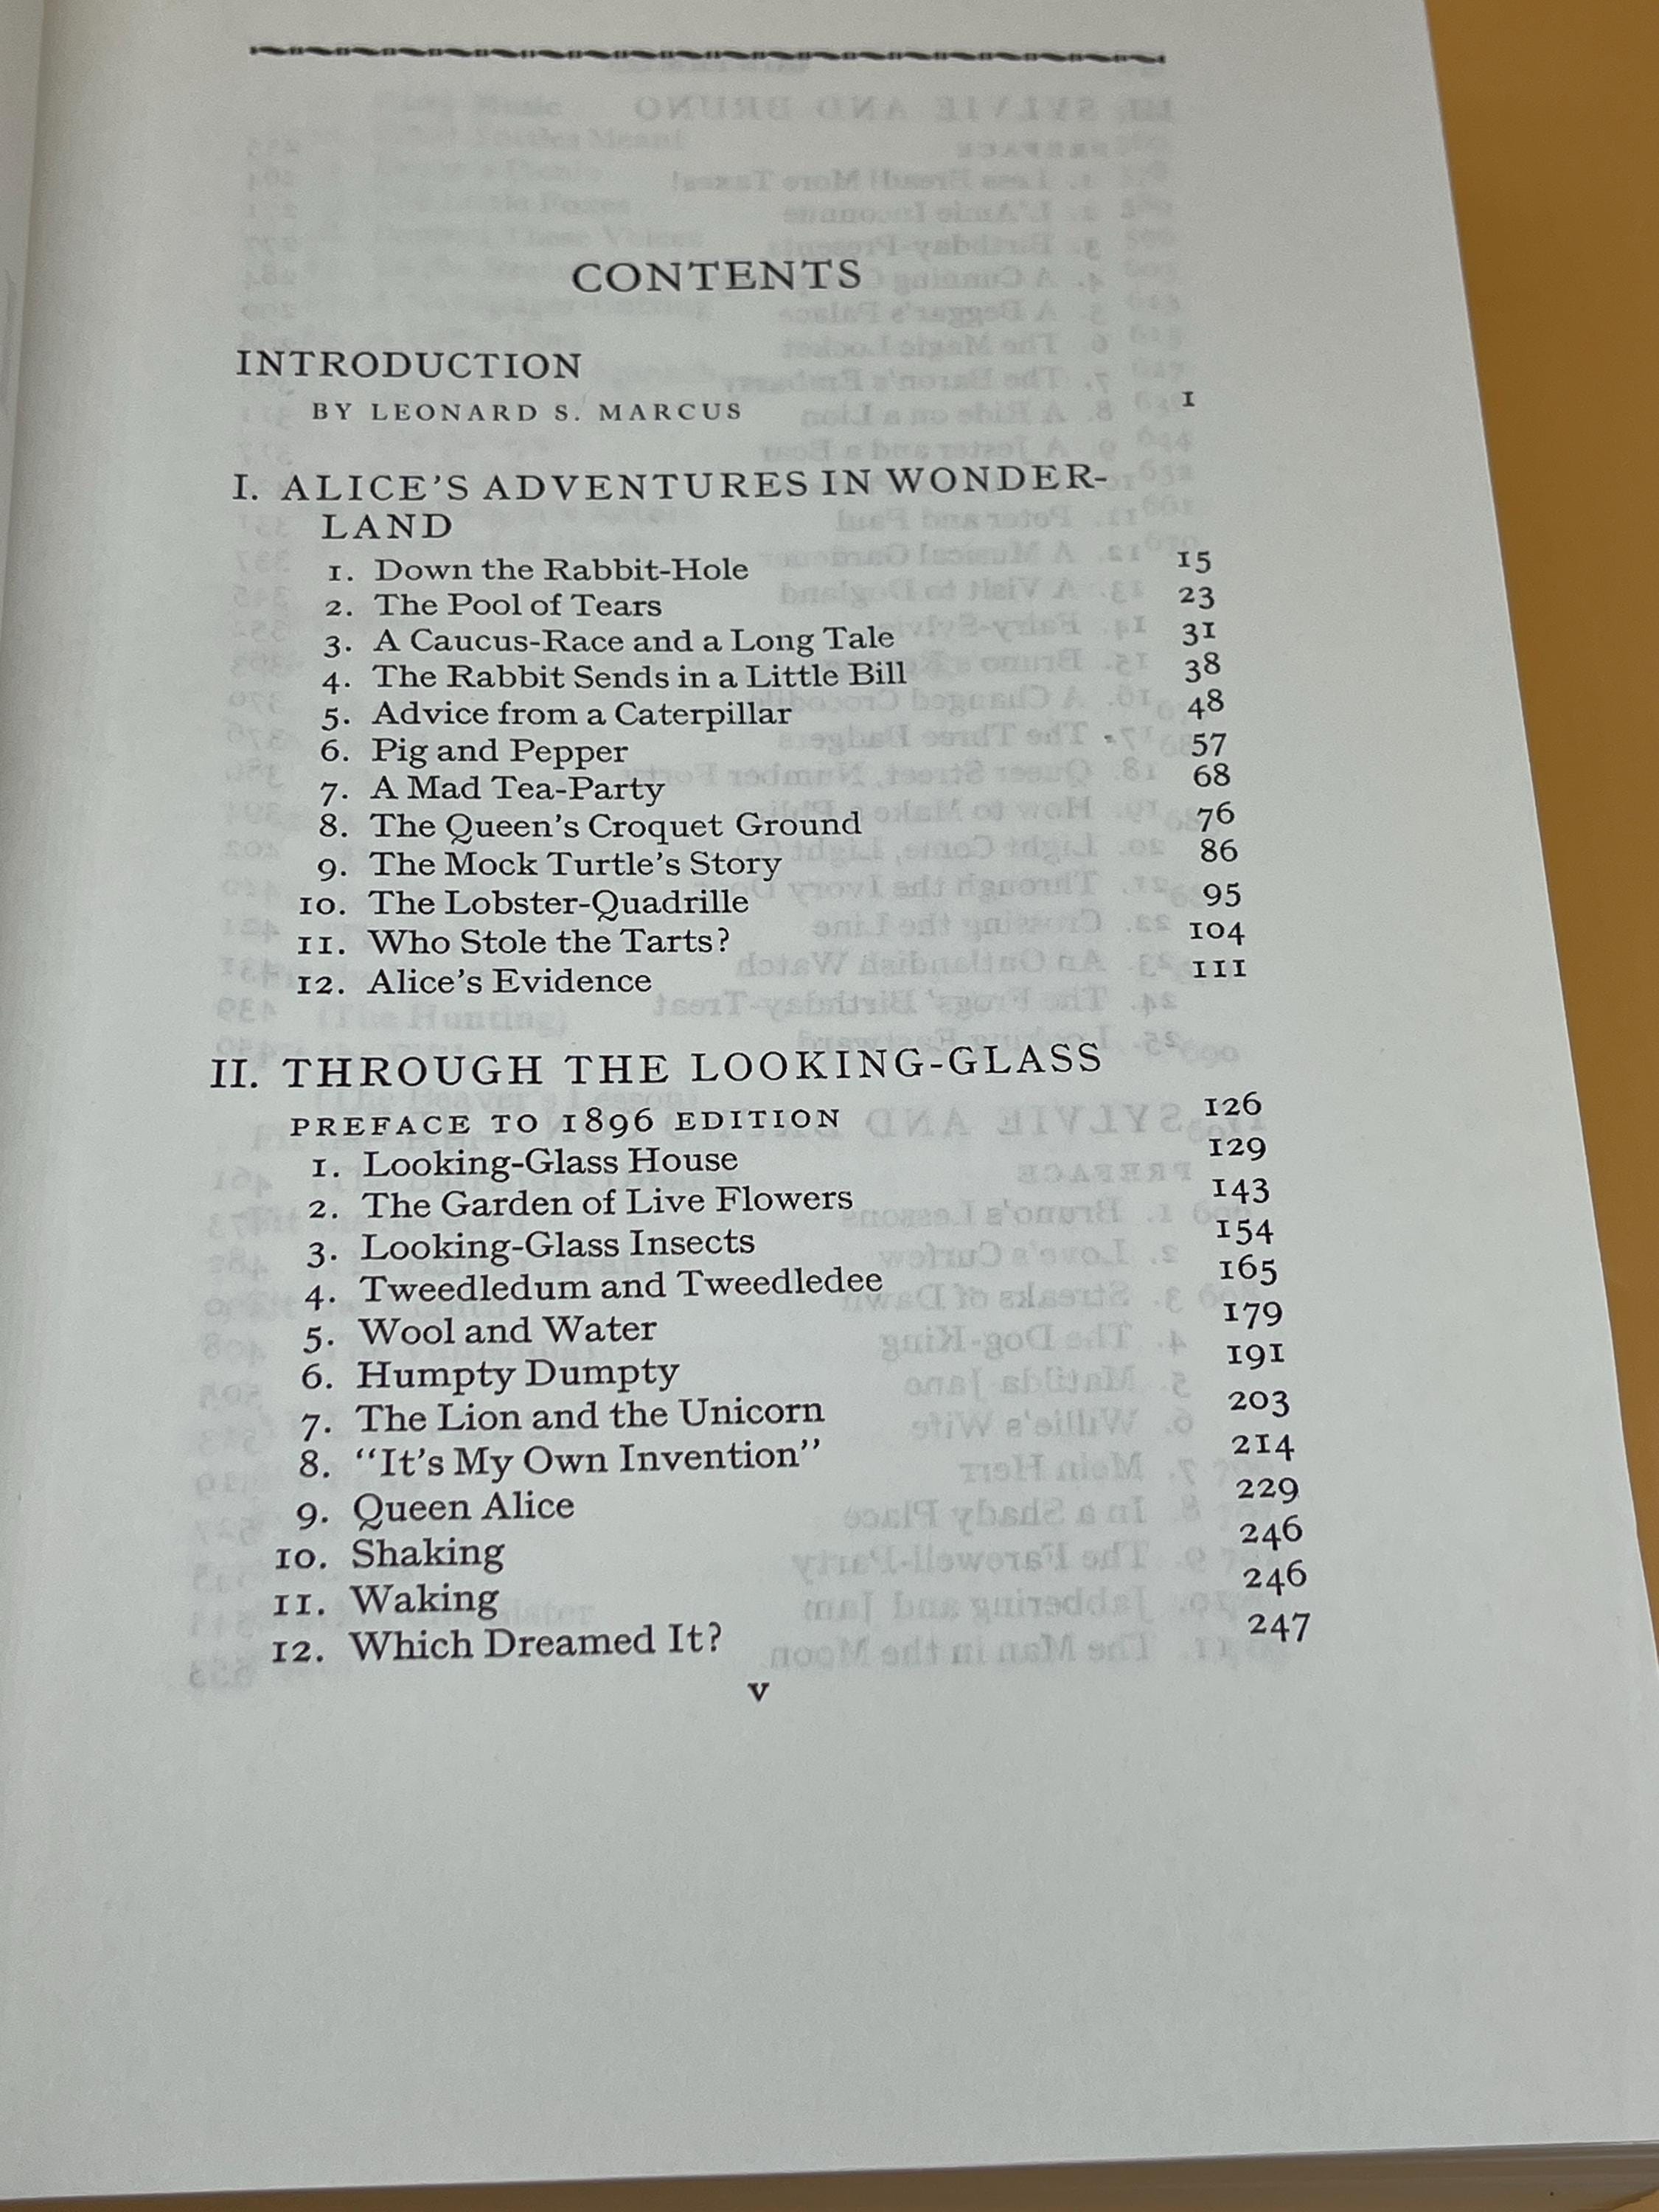 CONTENTS
INTRODUCTION
BY LEONARD S. MARCUS 1
I. ALICE'S ADVENTURES IN WONDER-
LAND
1. Down the Rabbit-Hole 15
2. The Pool of Tears 23
3. A Caucus-Race and a Long Tale 31
4. The Rabbit Sends in a Little Bill 38
5. Advice from a Caterpillar 48
6. Pig and Pepper 57
7. A Mad Tea-Party 68
8. The Queen's Croquet Ground 76
9. The Mock Turtle's Story 86
10. The Lobster-Quadrille 95
11. Who Stole the Tarts? 104
12. Alice's Evidence 111
II. THROUGH THE LOOKING-GLASS
PREFACE TO 1896 EDITION 126
1. Looking-Glass House 129
2. The Garden of Live Flowers 143
3. Looking-Glass Insects 154
4. Tweedledum and Tweedledee 165
5. Wool and Water 179
6. Humpty Dumpty 191
7. The Lion and the Unicorn 203
8. "It's My Own Invention" 214
9. Queen Alice 229
10. Shaking 246
11. Waking 246
12. Which Dreamed It? 247
v